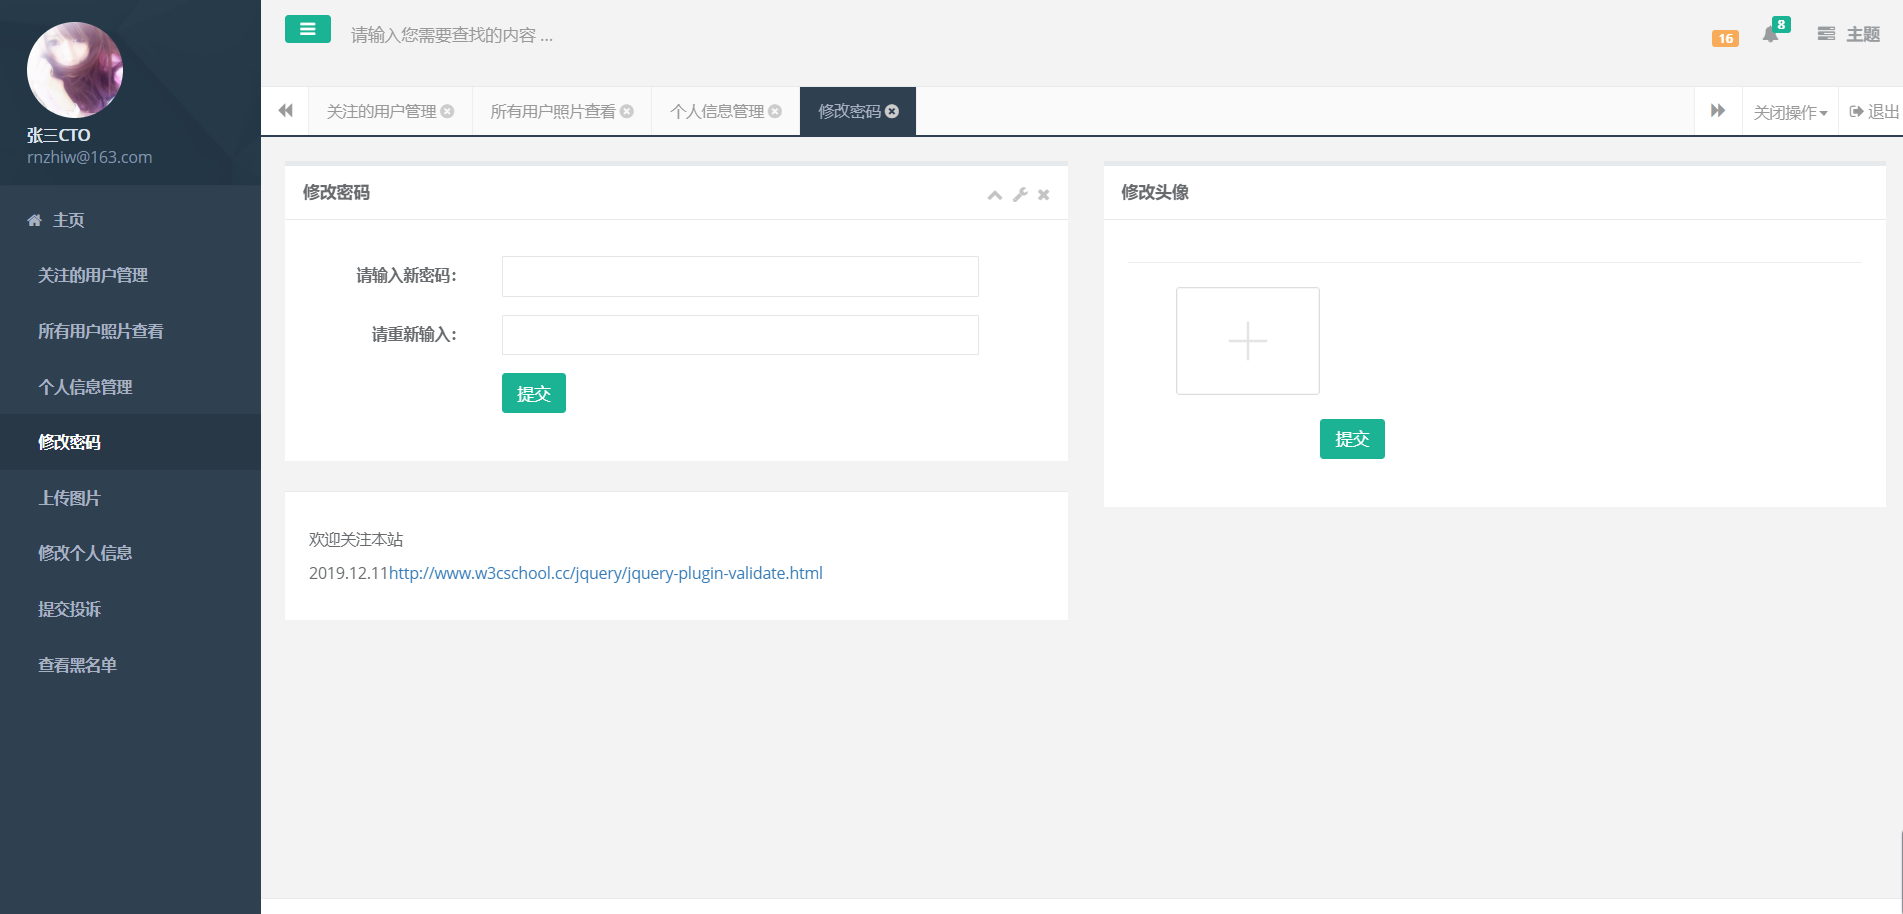 张三CTO
rnzhiw@163.com
主页
关注的用户管理
所有用户照片查看
个人信息管理
修改密码
上传图片
修改个人信息
提交投诉
查看黑名单
请输入您需要查找的内容 ...
16
8
主题
关注的用户管理
所有用户照片查看
个人信息管理
修改密码
关闭操作
退出
修改密码
请输入新密码：
请重新输入：
提交
欢迎关注本站
2019.12.11http://www.w3cschool.cc/jquery/jquery-plugin-validate.html
修改头像
提交